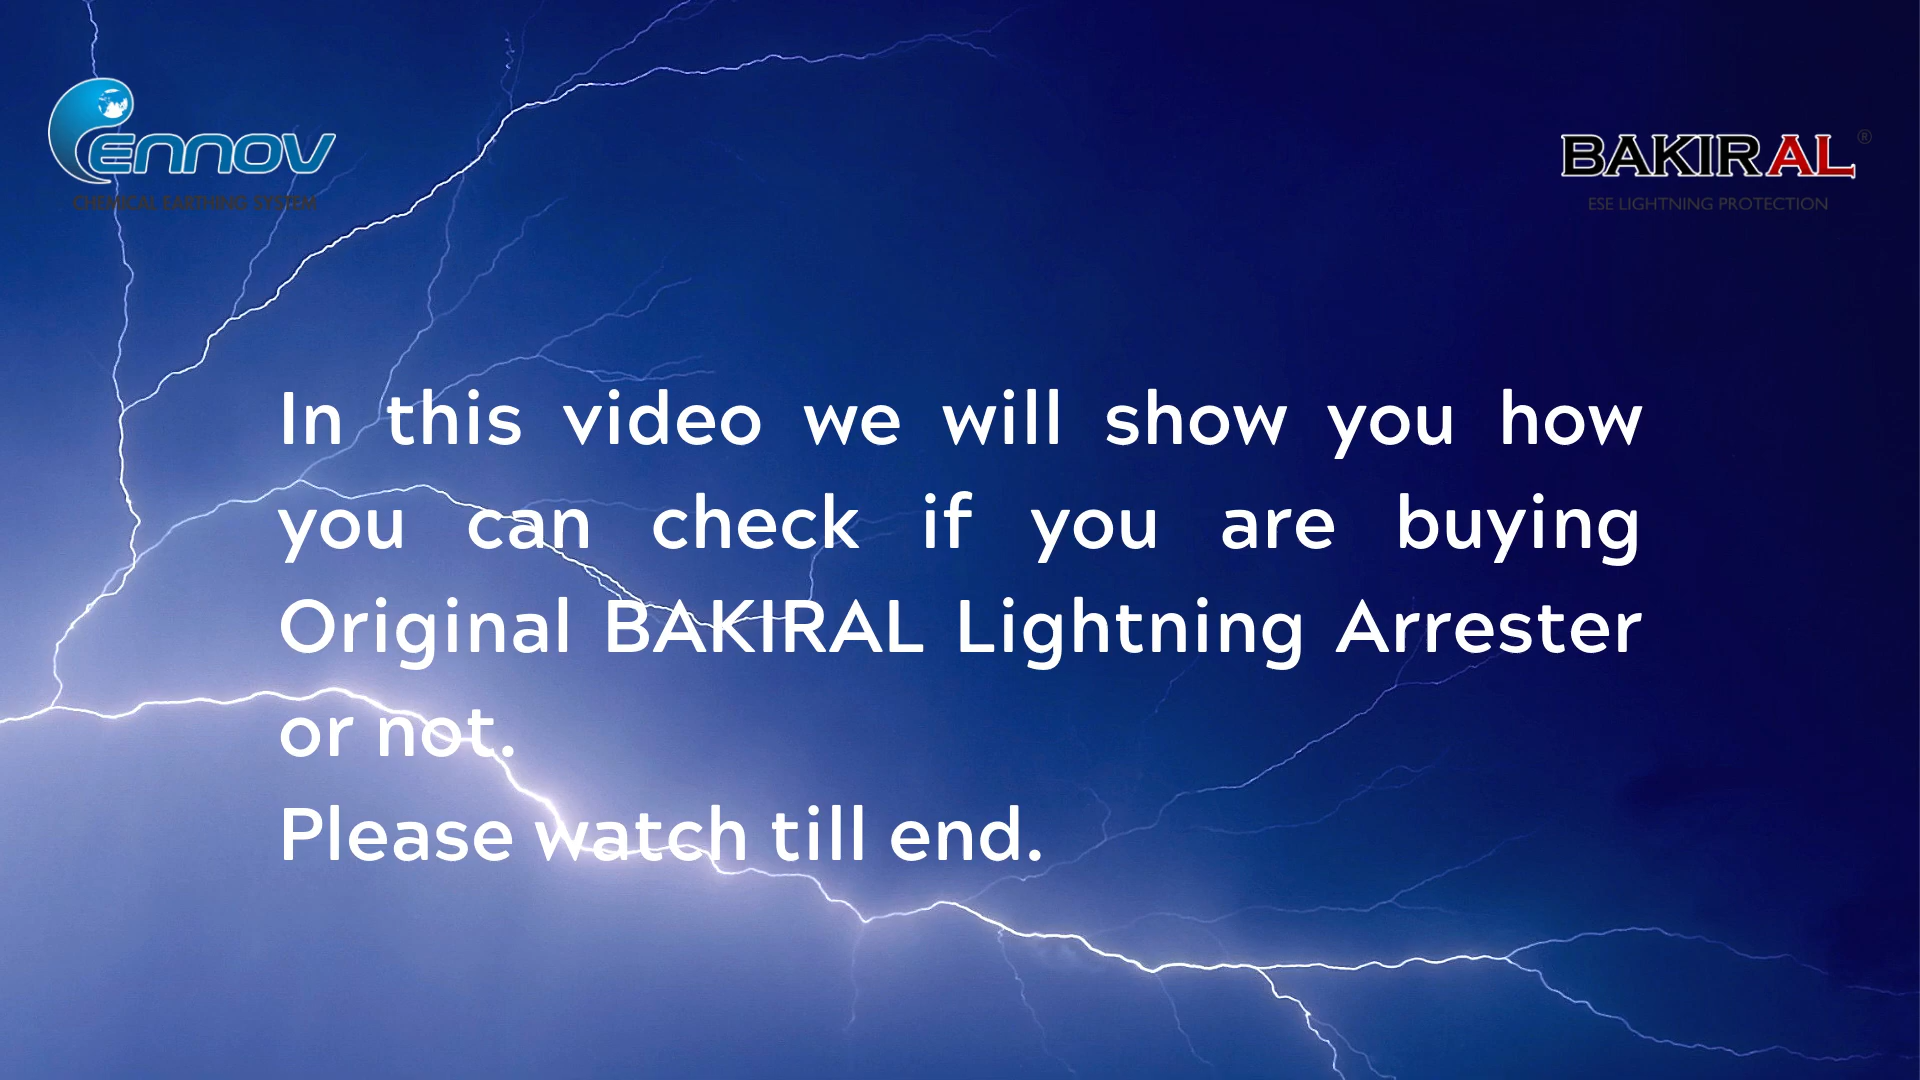 ennov
CHEMICAL EARTHING SYSTEM
BAKIRAL®
ESE LIGHTNING PROTECTION
In this video we will show you how
you can check if you are buying
Original BAKIRAL Lightning Arrester
or not.
Please watch till end.